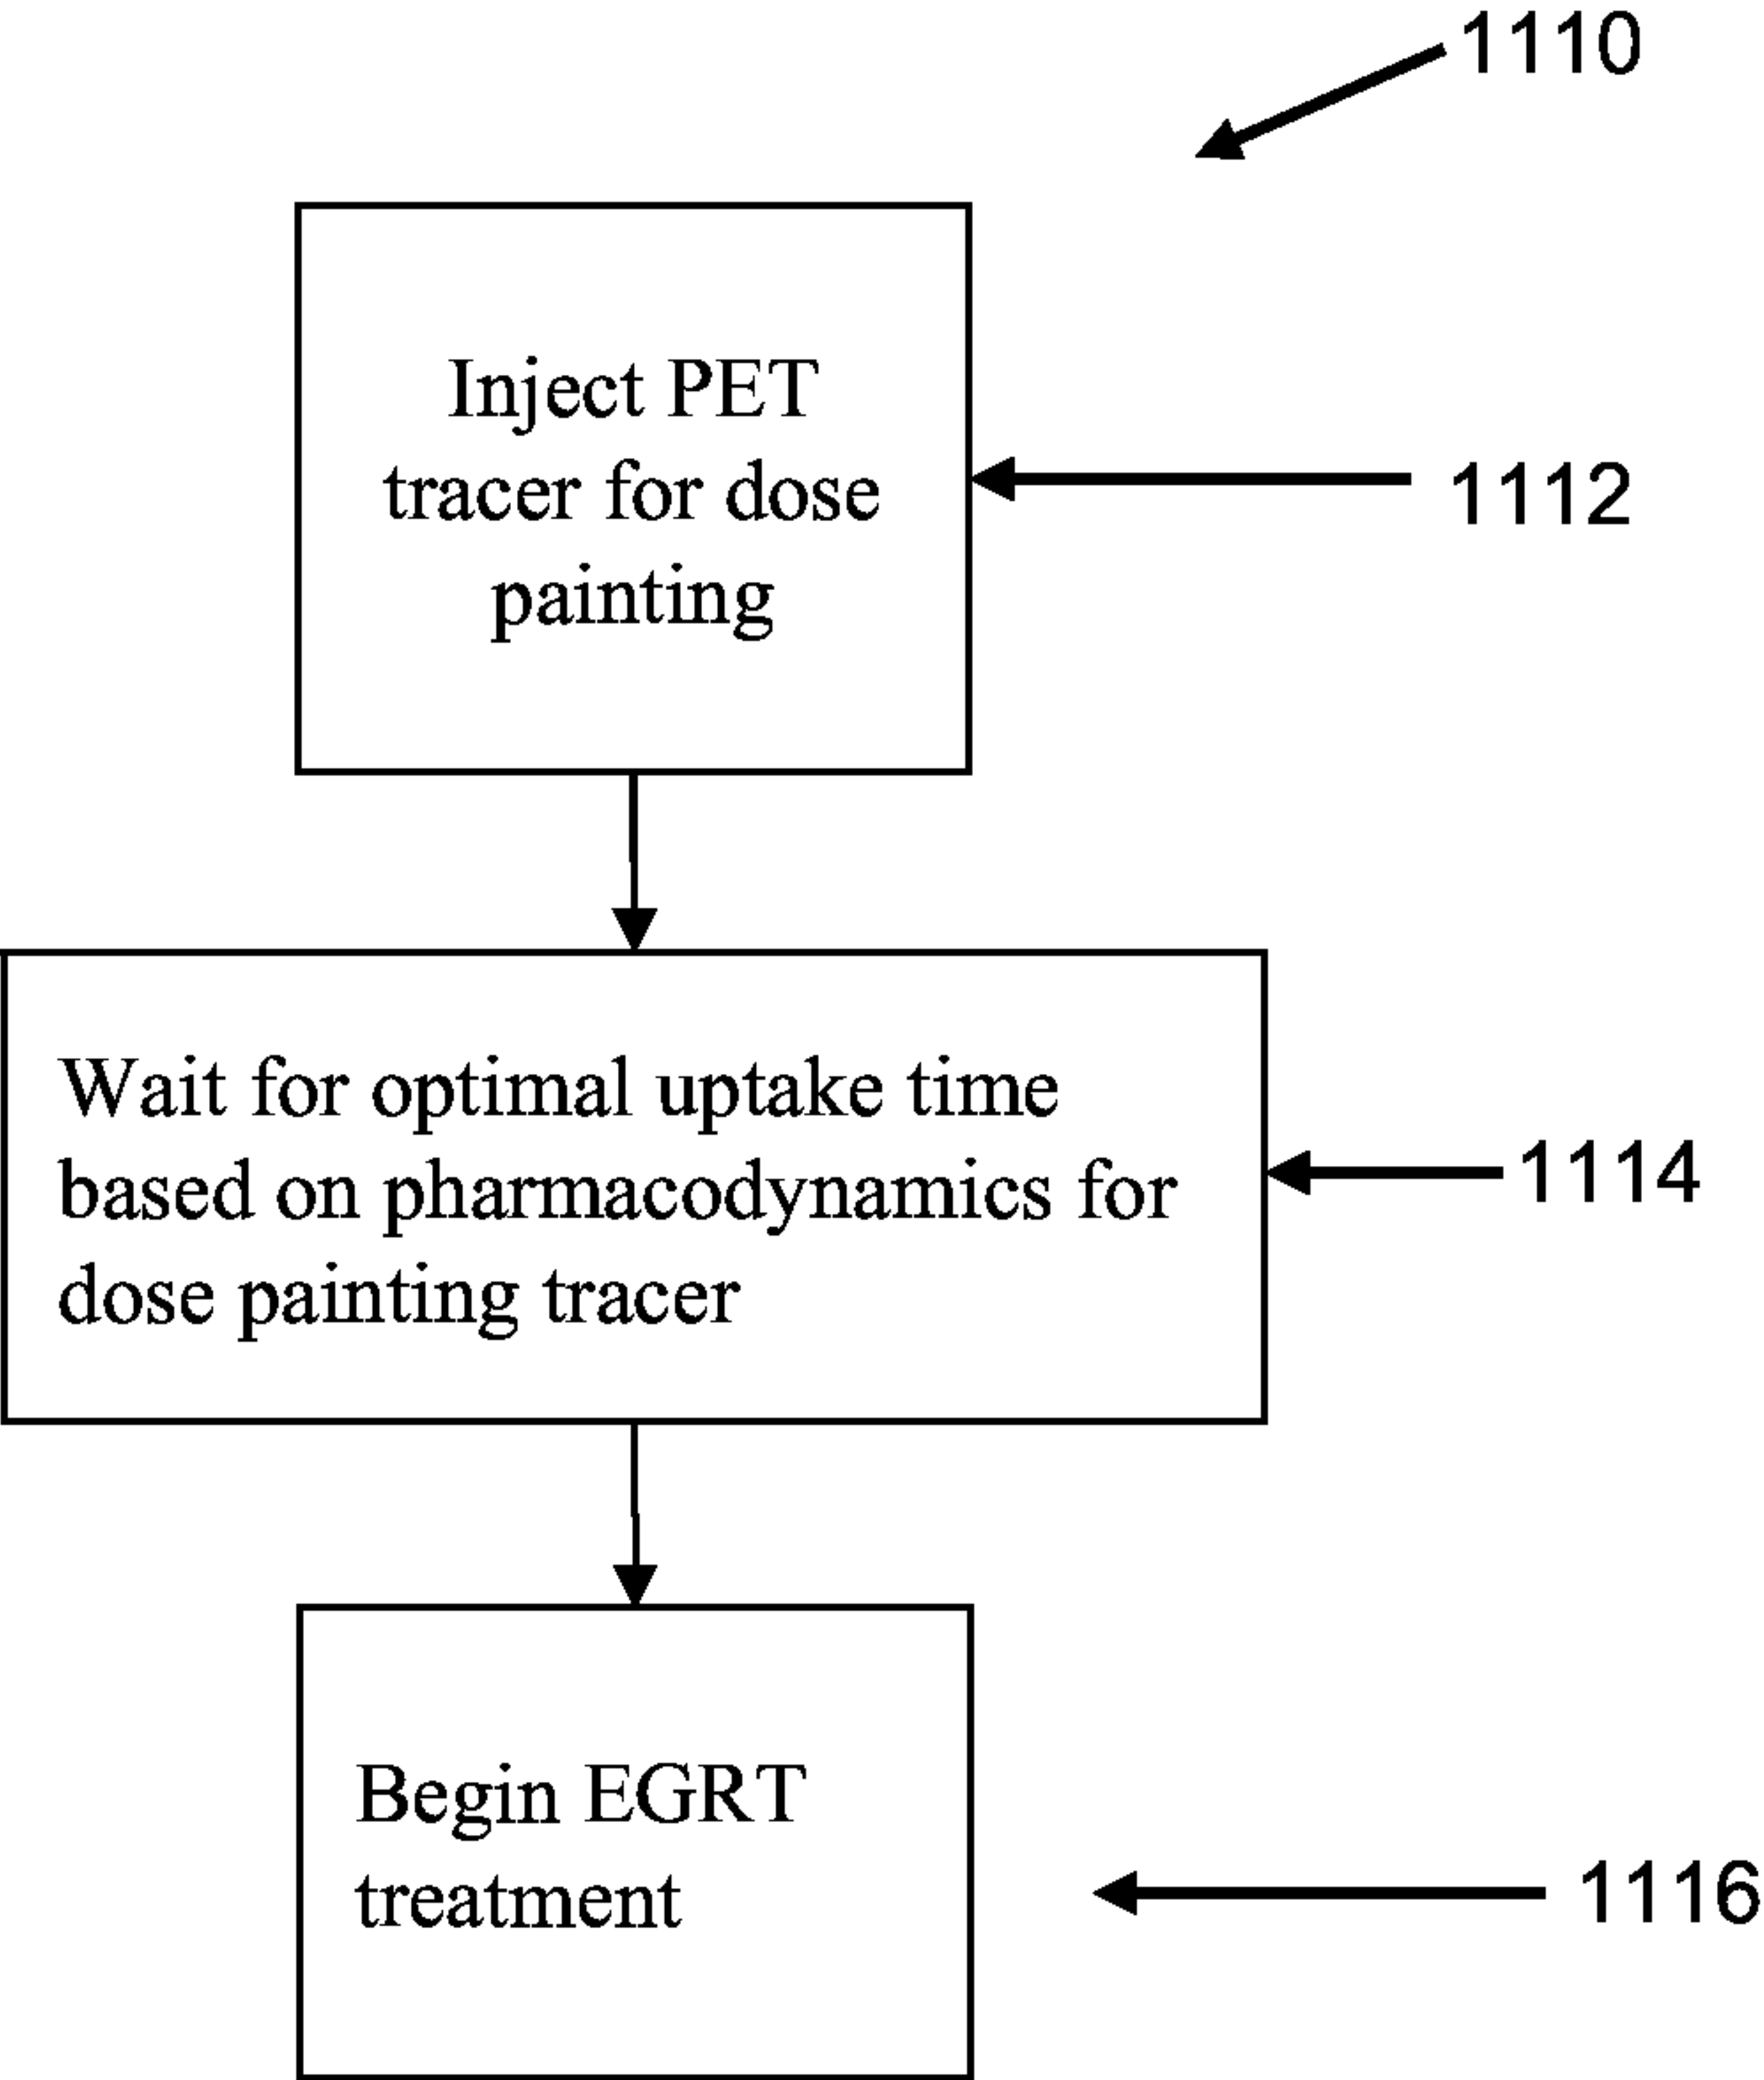 1110
Inject PET
tracer for dose
painting
1112
Wait for optimal uptake time
based on pharmacodynamics for
dose painting tracer
1114
Begin EGRT
treatment
1116